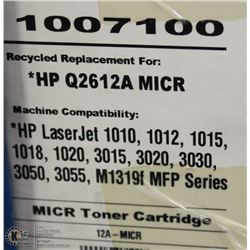 1007100
Recycled Replacement For:
*HP Q2612A MICR
Machine Compatibility:
*HP LaserJet 1010, 1012, 1015,
1018, 1020, 3015, 3020, 3030,
3050, 3055, M1319f MFP Series
MICR Toner Cartridge
12A-MICR